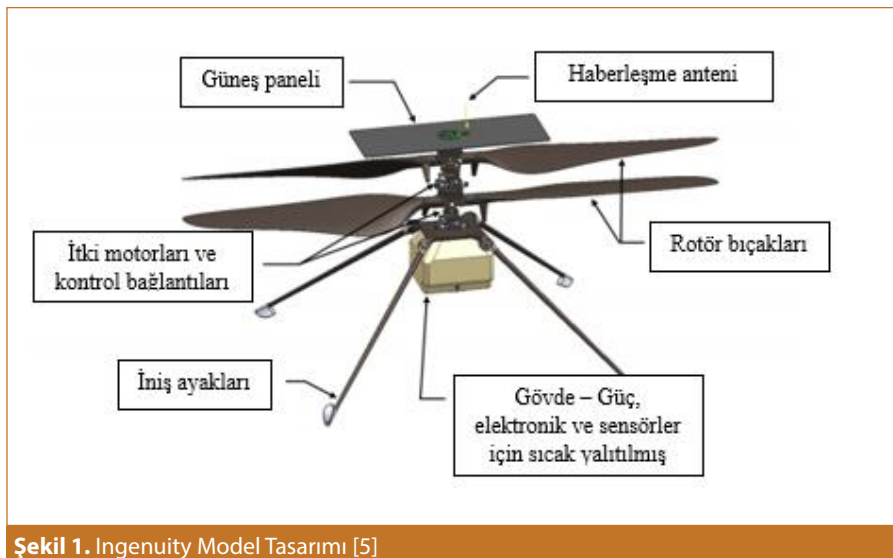 Güneş paneli
Haberleşme anteni
İtki motorları ve
kontrol bağlantıları
Rotör bıçakları
İniş ayakları
Gövde – Güç,
elektronik ve sensörler
için sıcak yalıtılmış
Şekil 1. Ingenuity Model Tasarımı [5]